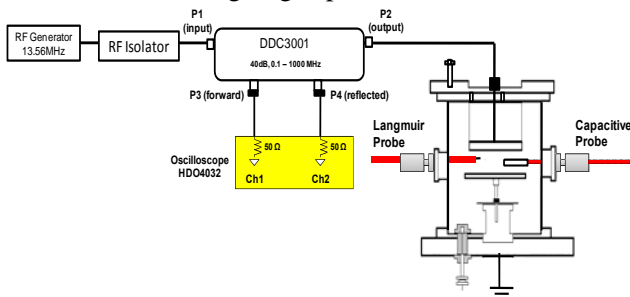 P1
(input)
P2
(output)
RF Generator
13.56MHz
RF Isolator
DDC3001
40dB, 0.1 – 1000 MHz
P3 (forward)
P4 (reflected)
50 Ω
50 Ω
Oscilloscope
HDO4032
Ch1
Ch2
Langmuir
Probe
Capacitive
Probe